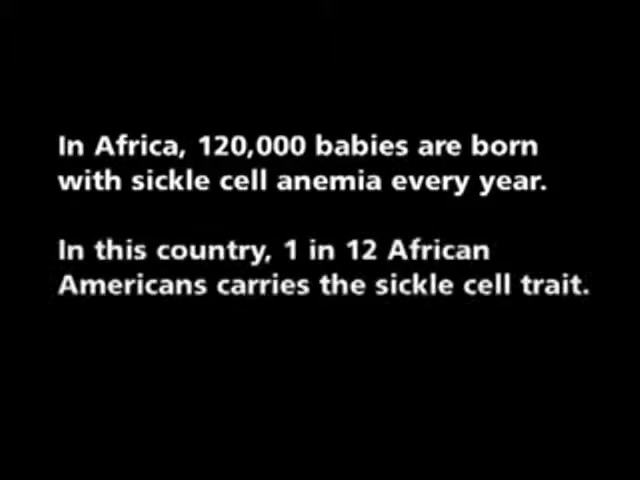 In Africa, 120,000 babies are born
with sickle cell anemia every year.
In this country, 1 in 12 African
Americans carries the sickle cell trait.